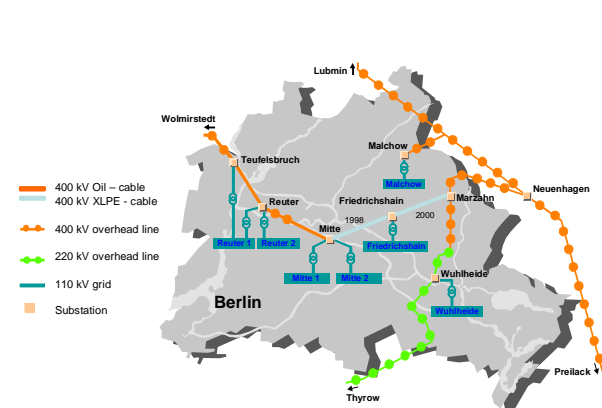 Lubmin
Wolmirstedt
Malchow
Teufelsbruch
Malchow
Neuenhagen
400 kV Oil – cable
400 kV XLPE - cable
Reuter
Friedrichshain
Marzahn
1998
2000
Mitte
400 kV overhead line
Reuter 1
Reuter 2
Friedrichshain
220 kV overhead line
Mitte 1
Mitte 2
Wuhlheide
110 kV grid
Berlin
Substation
Wuhlheide
Preilack
Thyrow